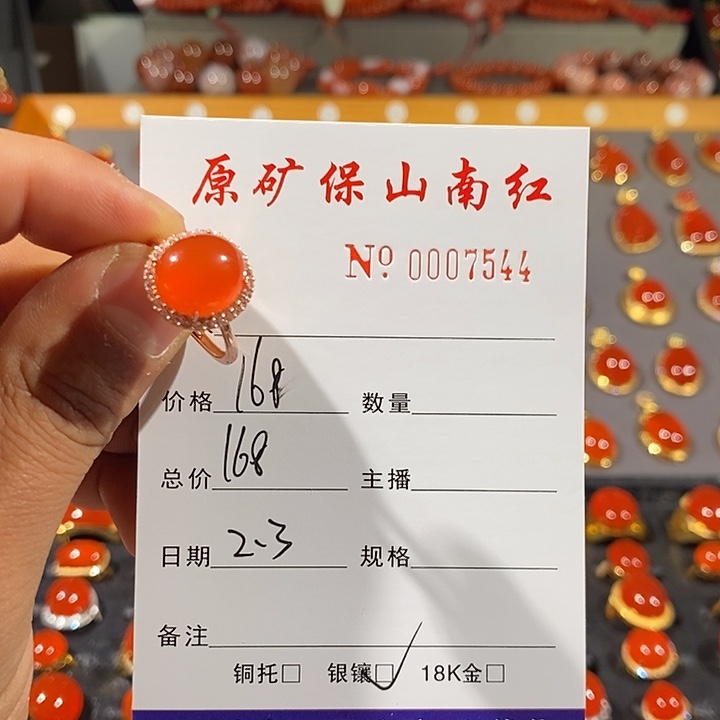 原矿保山南红
Nº 0007544
价格 168 数量
总价 168 主播
日期 2、3 规格
备注
铜托□ 银镶☑ 18K金□